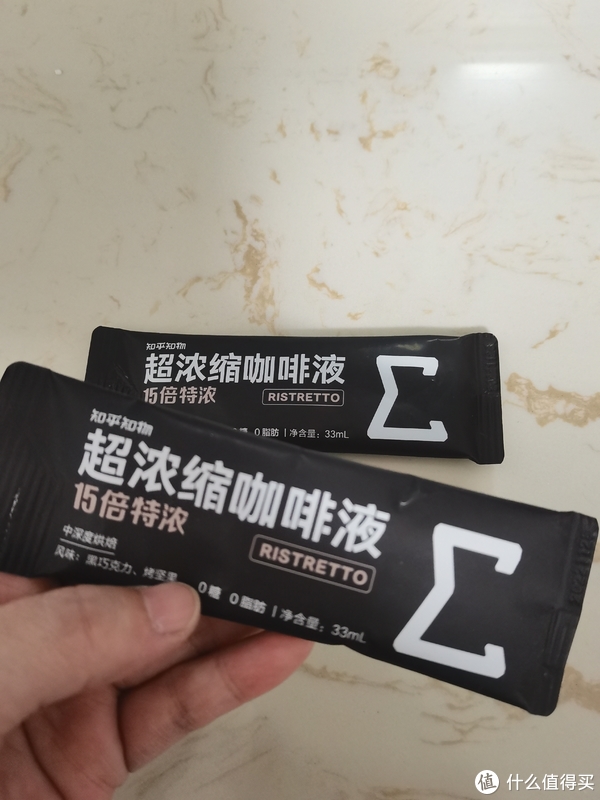 知乎知物
超浓缩咖啡液
15倍特浓
RISTRETTO
0脂肪 | 净含量：33mL
Σ
知乎知物
超浓缩咖啡液
15倍特浓
RISTRETTO
中深度烘焙
风味：黑巧克力、烤坚果
0糖 0脂肪 | 净含量：33mL
Σ
值 什么值得买